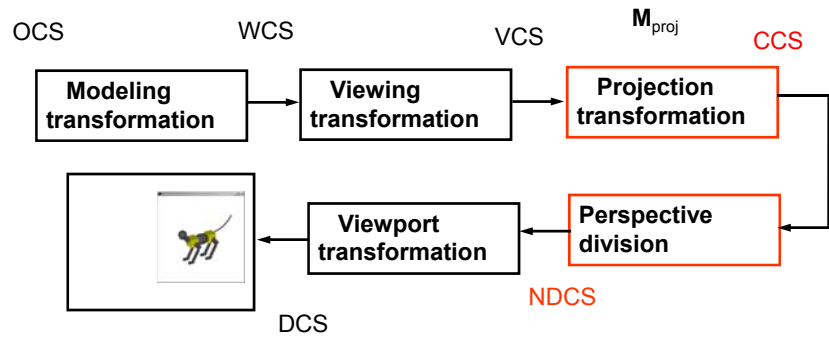 OCS
WCS
VCS
Mproj
CCS
Modeling
transformation
Viewing
transformation
Projection
transformation
Viewport
transformation
Perspective
division
NDCS
DCS